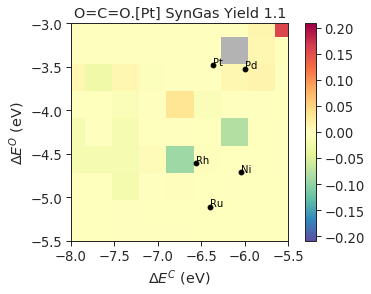 O=C=O.[Pt] SynGas Yield 1.1
−3.0
−3.5
−4.0
−4.5
−5.0
−5.5
ΔE^O (eV)
Pt
Pd
Rh
Ni
Ru
−8.0 −7.5 −7.0 −6.5 −6.0 −5.5
ΔE^C (eV)
0.20
0.15
0.10
0.05
0.00
−0.05
−0.10
−0.15
−0.20